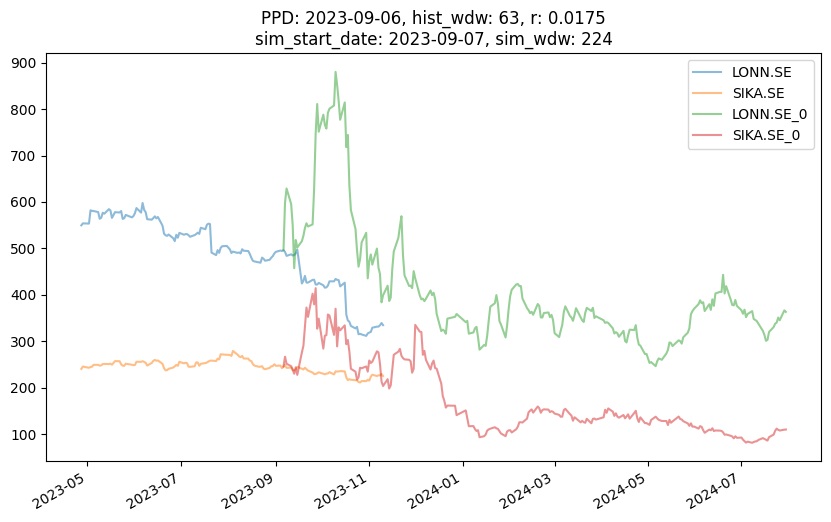 PPD: 2023-09-06, hist_wdw: 63, r: 0.0175
sim_start_date: 2023-09-07, sim_wdw: 224
900
800
700
600
500
400
300
200
100
LONN.SE
SIKA.SE
LONN.SE_0
SIKA.SE_0
2023-05
2023-07
2023-09
2023-11
2024-01
2024-03
2024-05
2024-07